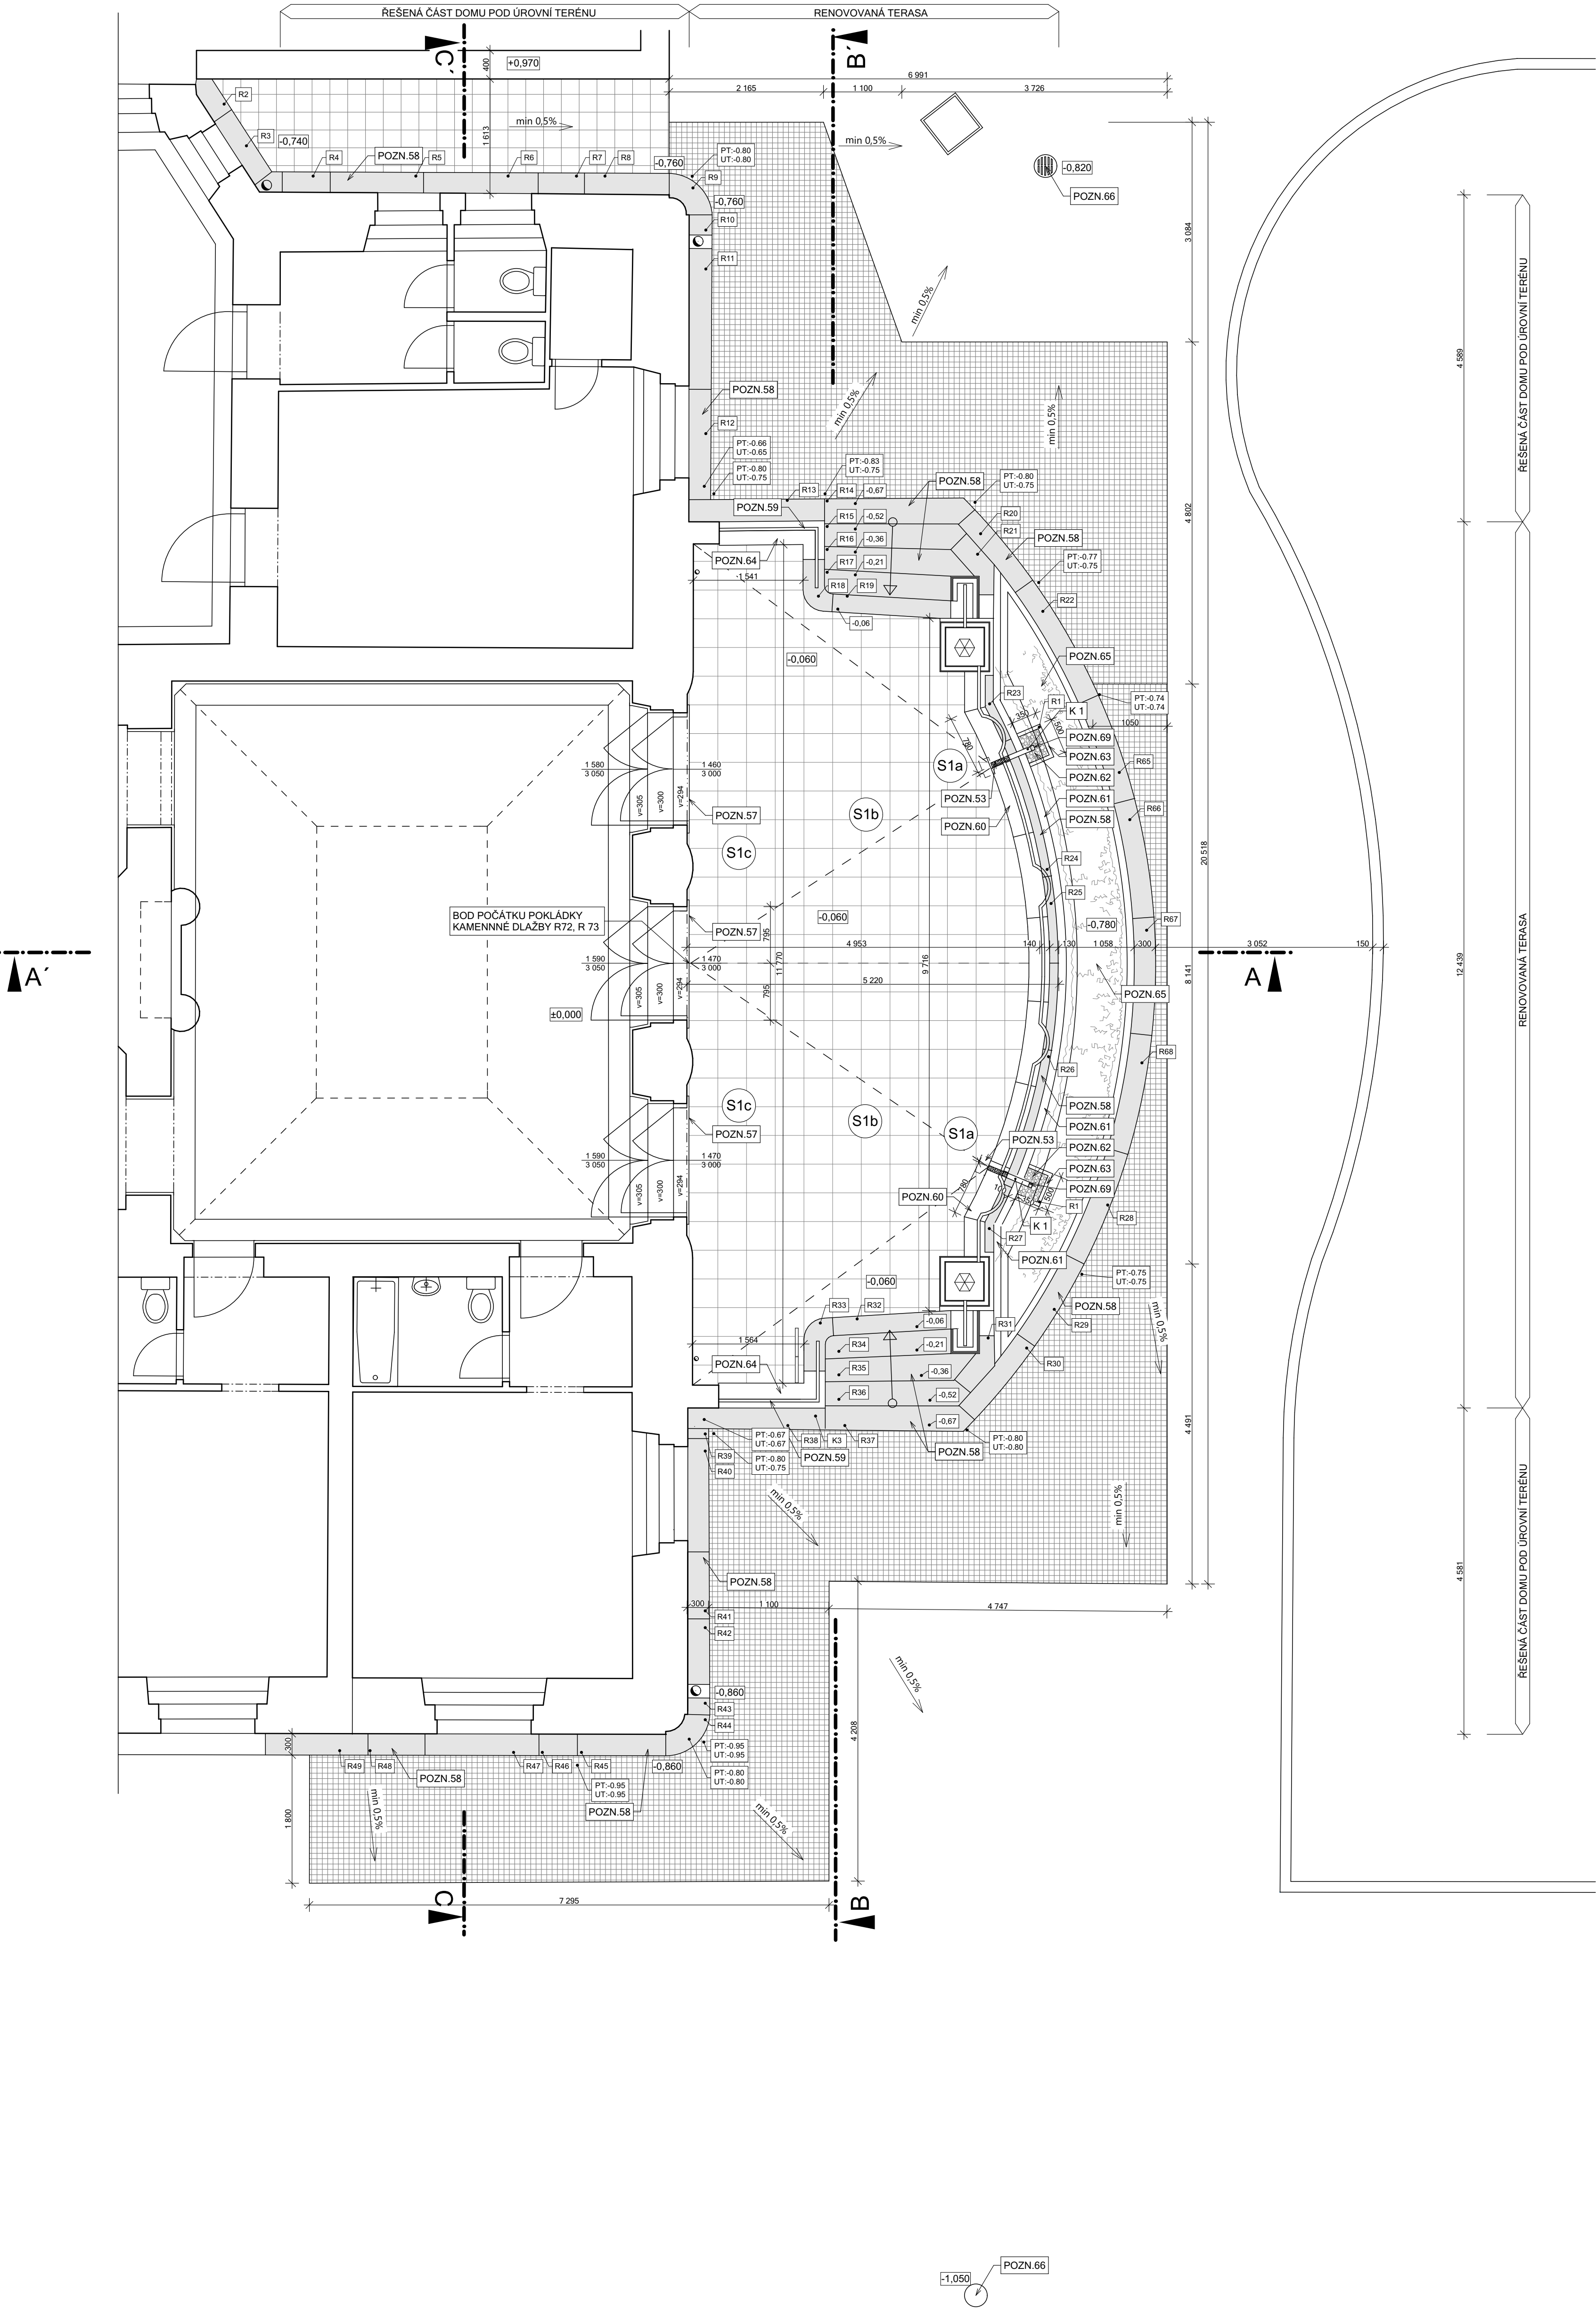 ŘEŠENÁ ČÁST DOMU POD ÚROVNÍ TERÉNU
RENOVOVANÁ TERASA
C´
B´
400
+0,970
6 991
2 165
1 100
3 726
R2
R3
-0,740
1 613
min 0,5%
R4
POZN.58
R5
R6
R7
R8
-0,760
PT:-0.80
UT:-0.80
R9
-0,760
R10
R11
min 0,5%
-0,820
POZN.66
3 084
min 0,5%
4 589
ŘEŠENÁ ČÁST DOMU POD ÚROVNÍ TERÉNU
POZN.58
R12
min 0,5%
min 0,5%
PT:-0.66
UT:-0.65
PT:-0.80
UT:-0.75
PT:-0.83
UT:-0.75
R13
R14
-0,67
POZN.58
PT:-0.80
UT:-0.75
POZN.59
R15
-0,52
R20
R21
4 802
R16
-0,36
POZN.58
POZN.64
R17
-0,21
PT:-0.77
UT:-0.75
1 541
R18
R19
R22
-0,06
-0,060
POZN.65
R23
R1
350
K 1
PT:-0.74
UT:-0.74
500
1050
780
POZN.69
S1a
POZN.63
1 580
3 050
1 460
3 000
R65
POZN.62
v=305
v=300
v=294
POZN.53
POZN.61
R66
POZN.57
S1b
POZN.60
POZN.58
S1c
R24
20 518
R25
BOD POČÁTKU POKLÁDKY
KAMENNNÉ DLAŽBY R72, R 73
-0,060
-0,780
R67
POZN.57
795
4 953
140
130
1 058
300
3 052
150
A´
A
1 590
3 050
1 470
3 000
11 770
9 716
5 220
8 141
12 439
RENOVOVANÁ TERASA
v=305
v=300
v=294
795
POZN.65
±0,000
R68
R26
S1c
POZN.58
S1b
POZN.61
POZN.57
S1a
POZN.53
POZN.62
1 590
3 050
1 470
3 000
POZN.63
780
POZN.69
v=305
v=300
v=294
POZN.60
500
R1
K 1
R28
R27
POZN.61
-0,060
PT:-0.75
UT:-0.75
POZN.58
R33
R32
R29
min 0,5%
-0,06
R31
1 564
R34
-0,21
R30
POZN.64
R35
-0,36
R36
-0,52
PT:-0.67
UT:-0.67
-0,67
R38
K3
R37
PT:-0.80
UT:-0.80
R39
PT:-0.80
UT:-0.75
POZN.59
POZN.58
R40
4 491
min 0,5%
min 0,5%
4 581
ŘEŠENÁ ČÁST DOMU POD ÚROVNÍ TERÉNU
POZN.58
300
1 100
4 747
R41
R42
min 0,5%
-0,860
R43
R44
4 208
300
PT:-0.95
UT:-0.95
R49
R48
R47
R46
R45
-0,860
POZN.58
PT:-0.80
UT:-0.80
PT:-0.95
UT:-0.95
1 800
min 0,5%
POZN.58
min 0,5%
C
B
7 295
POZN.66
-1,050